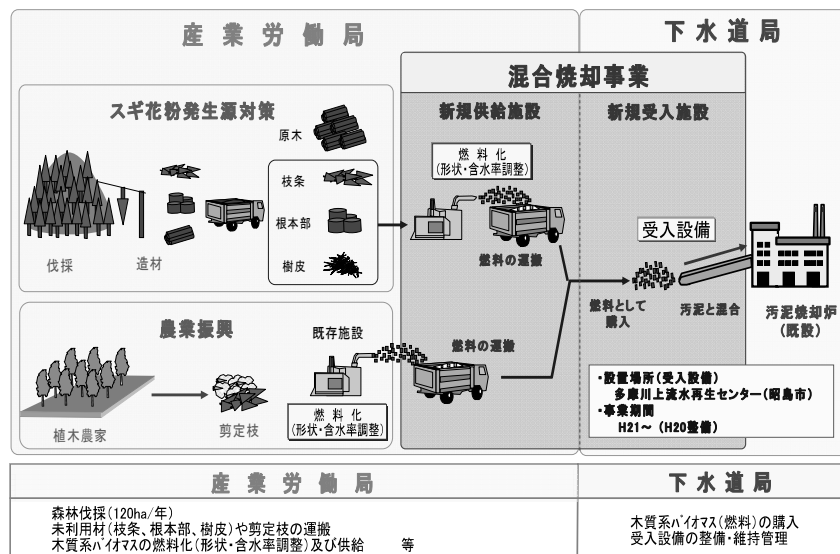 産業労働局
下水道局
混合焼却事業
スギ花粉発生源対策
新規供給施設
新規受入施設
原木
燃料化
(形状・含水率調整)
枝条
根本部
樹皮
受入設備
伐採
造材
燃料の運搬
燃料として
購入
汚泥と混合
汚泥焼却炉
(既設)
農業振興
既存施設
燃料の運搬
燃料化
(形状・含水率調整)
植木農家
剪定枝
・設置場所(受入設備)
多摩川上流水再生センター(昭島市)
・事業期間
H21～(H20整備)
産業労働局
下水道局
森林伐採(120ha/年)
未利用材(枝条、根本部、樹皮)や剪定枝の運搬
木質系バイオマスの燃料化(形状・含水率調整)及び供給 等
木質系バイオマス(燃料)の購入
受入設備の整備・維持管理